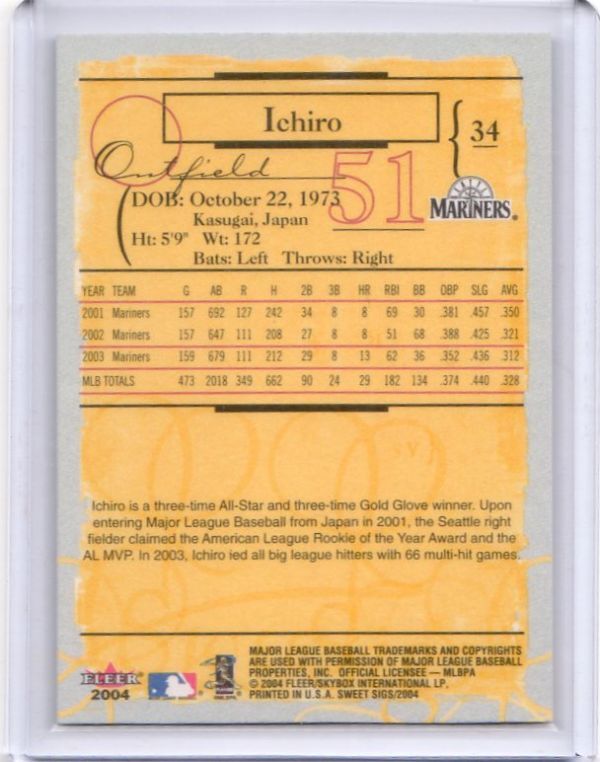 Ichiro
34
Outfield
51
DOB: October 22, 1973
Kasugai, Japan
MARINERS®
Ht: 5'9" Wt: 172
Bats: Left Throws: Right
YEAR TEAM G AB R H 2B 3B HR RBI BB OBP SLG AVG
2001 Mariners 157 692 127 242 34 8 8 69 30 .381 .457 .350
2002 Mariners 157 647 111 208 27 8 8 51 68 .388 .425 .321
2003 Mariners 159 679 111 212 29 8 13 62 36 .352 .436 .312
MLB TOTALS 473 2018 349 662 90 24 29 182 134 .374 .440 .328
Ichiro is a three-time All-Star and three-time Gold Glove winner. Upon
entering Major League Baseball from Japan in 2001, the Seattle right
fielder claimed the American League Rookie of the Year Award and the
AL MVP. In 2003, Ichiro led all big league hitters with 66 multi-hit games.
MAJOR LEAGUE BASEBALL TRADEMARKS AND COPYRIGHTS
ARE USED WITH PERMISSION OF MAJOR LEAGUE BASEBALL
PROPERTIES, INC. OFFICIAL LICENSEE — MLBPA
© 2004 FLEER/SKYBOX INTERNATIONAL LP.
PRINTED IN U.S.A. SWEET SIGS/2004
FLEER
2004